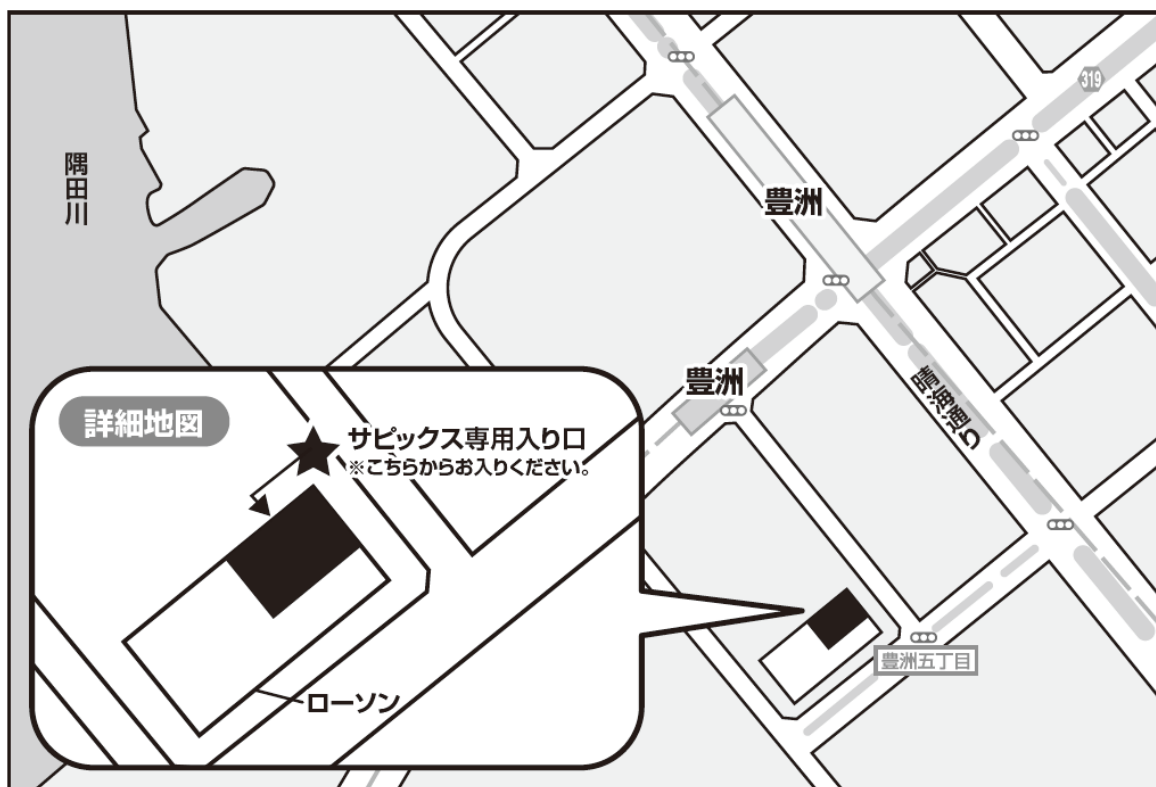 319
隅田川
豊洲
豊洲
晴海通り
詳細地図
サピックス専用入り口
※こちらからお入りください。
豊洲五丁目
ローソン